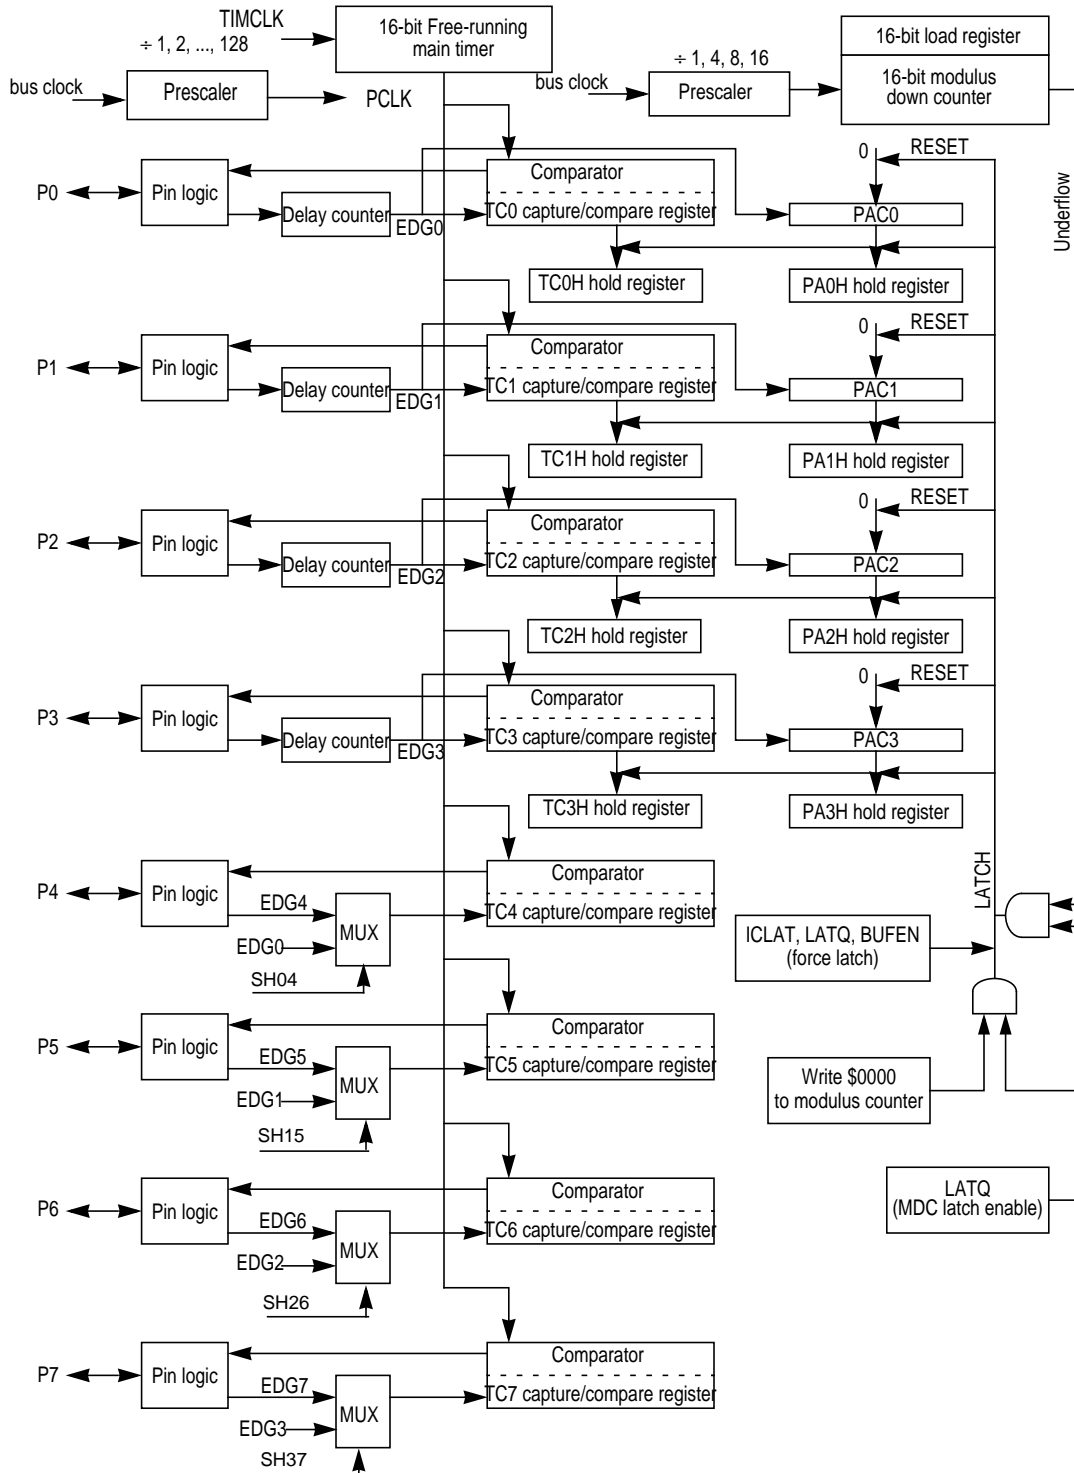 TIMCLK
16-bit Free-running
main timer
÷ 1, 2, ..., 128
bus clock
Prescaler
PCLK
÷ 1, 4, 8, 16
bus clock
Prescaler
16-bit load register
16-bit modulus
down counter
Underflow
P0
Pin logic
Delay counter
EDG0
Comparator
TC0 capture/compare register
TC0H hold register
0
RESET
PAC0
PA0H hold register
P1
Pin logic
Delay counter
EDG1
Comparator
TC1 capture/compare register
TC1H hold register
0
RESET
PAC1
PA1H hold register
P2
Pin logic
Delay counter
EDG2
Comparator
TC2 capture/compare register
TC2H hold register
0
RESET
PAC2
PA2H hold register
P3
Pin logic
Delay counter
EDG3
Comparator
TC3 capture/compare register
TC3H hold register
0
RESET
PAC3
PA3H hold register
LATCH
P4
Pin logic
EDG4
EDG0
MUX
SH04
Comparator
TC4 capture/compare register
ICLAT, LATQ, BUFEN
(force latch)
P5
Pin logic
EDG5
EDG1
MUX
SH15
Comparator
TC5 capture/compare register
Write $0000
to modulus counter
P6
Pin logic
EDG6
EDG2
MUX
SH26
Comparator
TC6 capture/compare register
LATQ
(MDC latch enable)
P7
Pin logic
EDG7
EDG3
MUX
SH37
Comparator
TC7 capture/compare register